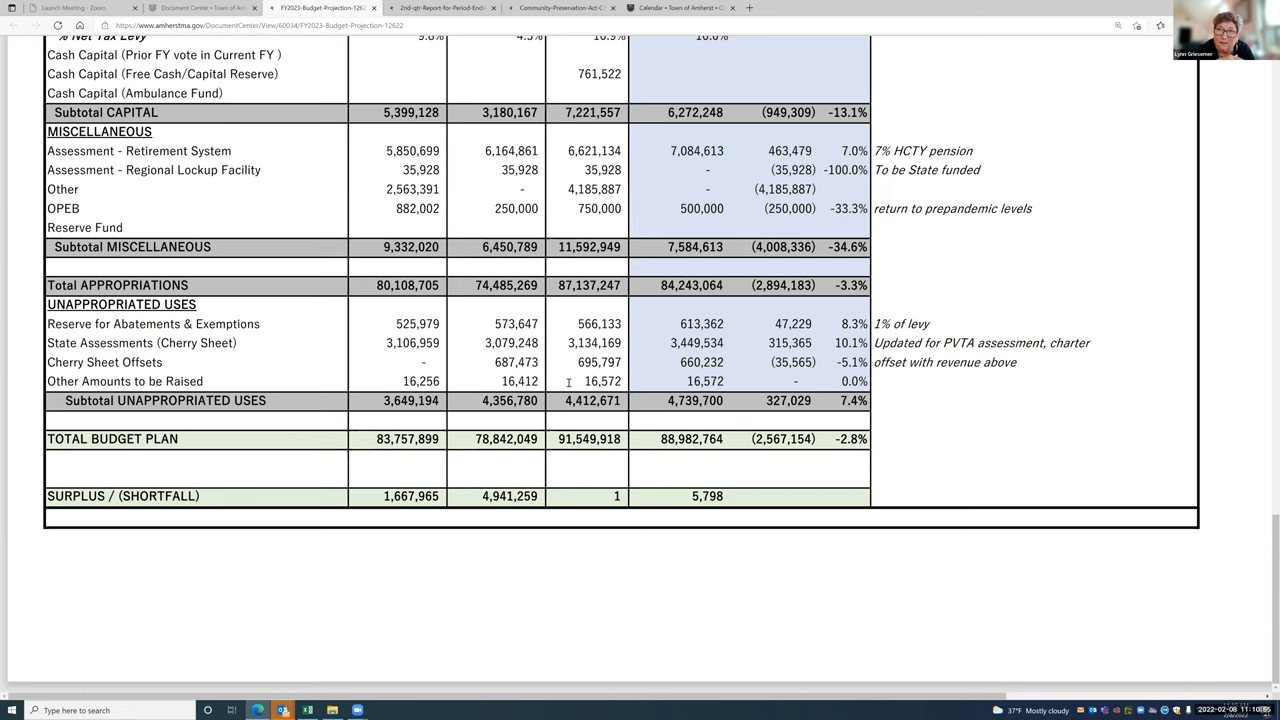 Launch Meeting - Zoom
Document Center • Town of Am
FY2023-Budget-Projection-1262
2nd-qtr-Report-for-Period-Endi
Community-Preservation-Act-C
Calendar • Town of Amherst • C
https://www.amherstma.gov/DocumentCenter/View/60034/FY2023-Budget-Projection-12622
Lynn Griesemer
% Net Tax Levy 9.8% 4.5% 10.9% 10.0%
Cash Capital (Prior FY vote in Current FY )
Cash Capital (Free Cash/Capital Reserve) 761,522
Cash Capital (Ambulance Fund)
Subtotal CAPITAL 5,399,128 3,180,167 7,221,557 6,272,248 (949,309) -13.1%
MISCELLANEOUS
Assessment - Retirement System 5,850,699 6,164,861 6,621,134 7,084,613 463,479 7.0% 7% HCTY pension
Assessment - Regional Lockup Facility 35,928 35,928 35,928 - (35,928) -100.0% To be State funded
Other 2,563,391 - 4,185,887 - (4,185,887)
OPEB 882,002 250,000 750,000 500,000 (250,000) -33.3% return to prepandemic levels
Reserve Fund
Subtotal MISCELLANEOUS 9,332,020 6,450,789 11,592,949 7,584,613 (4,008,336) -34.6%
Total APPROPRIATIONS 80,108,705 74,485,269 87,137,247 84,243,064 (2,894,183) -3.3%
UNAPPROPRIATED USES
Reserve for Abatements & Exemptions 525,979 573,647 566,133 613,362 47,229 8.3% 1% of levy
State Assessments (Cherry Sheet) 3,106,959 3,079,248 3,134,169 3,449,534 315,365 10.1% Updated for PVTA assessment, charter
Cherry Sheet Offsets - 687,473 695,797 660,232 (35,565) -5.1% offset with revenue above
Other Amounts to be Raised 16,256 16,412 16,572 16,572 - 0.0%
Subtotal UNAPPROPRIATED USES 3,649,194 4,356,780 4,412,671 4,739,700 327,029 7.4%
TOTAL BUDGET PLAN 83,757,899 78,842,049 91,549,918 88,982,764 (2,567,154) -2.8%
SURPLUS / (SHORTFALL) 1,667,965 4,941,259 1 5,798
Type here to search
37°F Mostly cloudy
2022-02-08 11:10:55